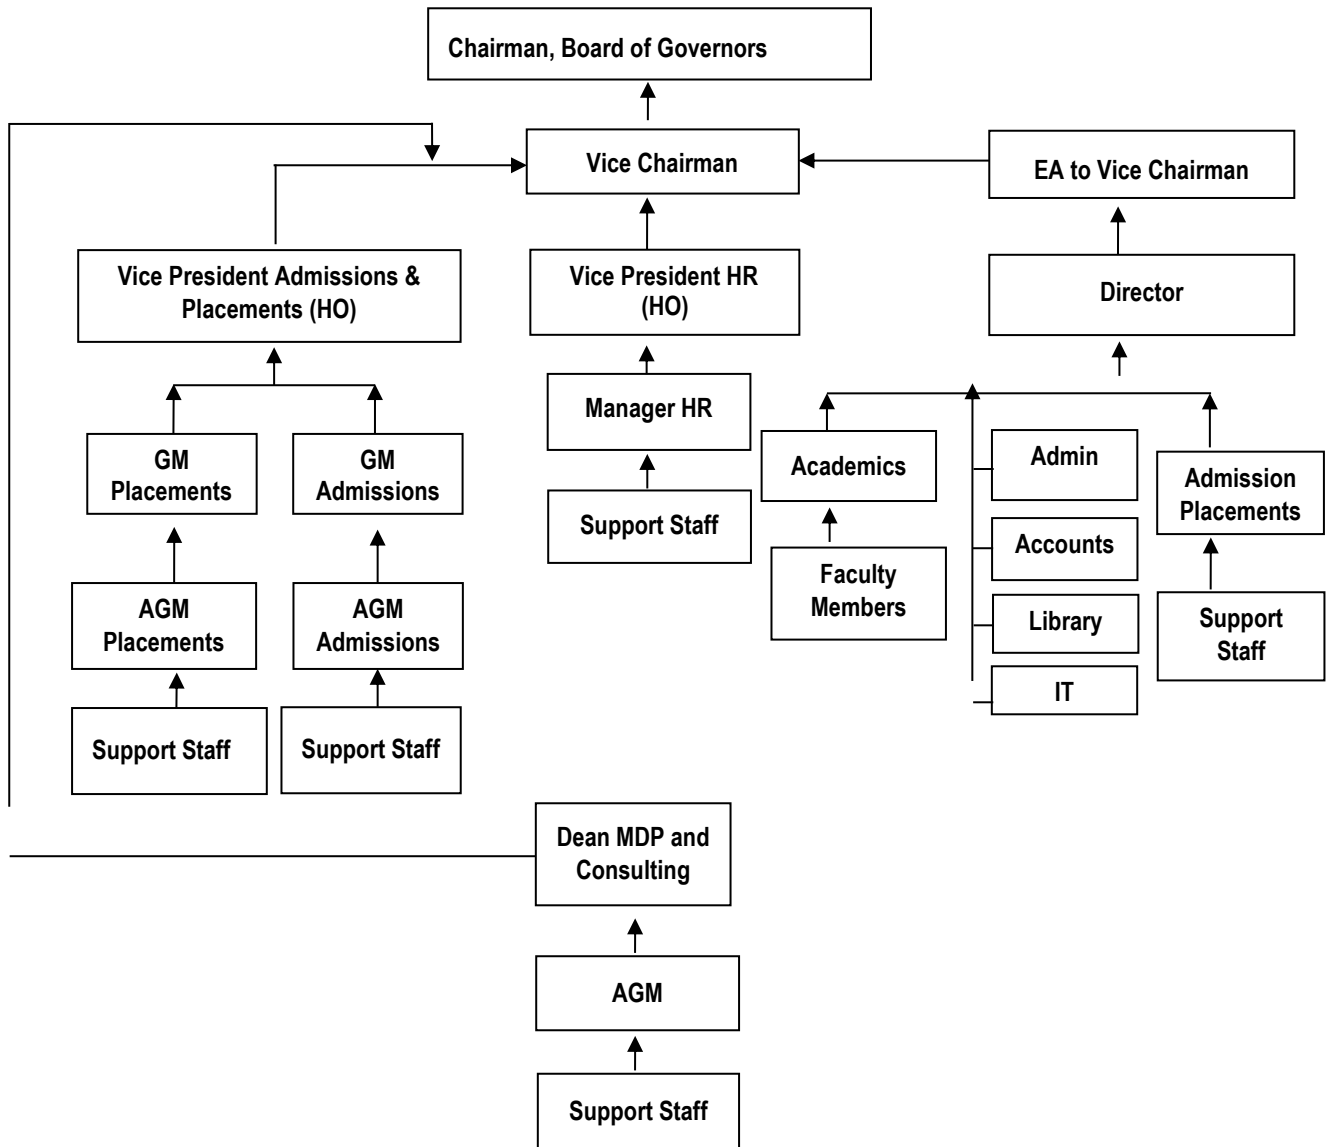 Chairman, Board of Governors
Vice Chairman
EA to Vice Chairman
Vice President Admissions &
Placements (HO)
Vice President HR
(HO)
Director
Manager HR
GM
Placements
GM
Admissions
Academics
Admin
Admission
Placements
Support Staff
Accounts
Faculty
Members
AGM
Placements
AGM
Admissions
Library
Support
Staff
IT
Support Staff
Support Staff
Dean MDP and
Consulting
AGM
Support Staff